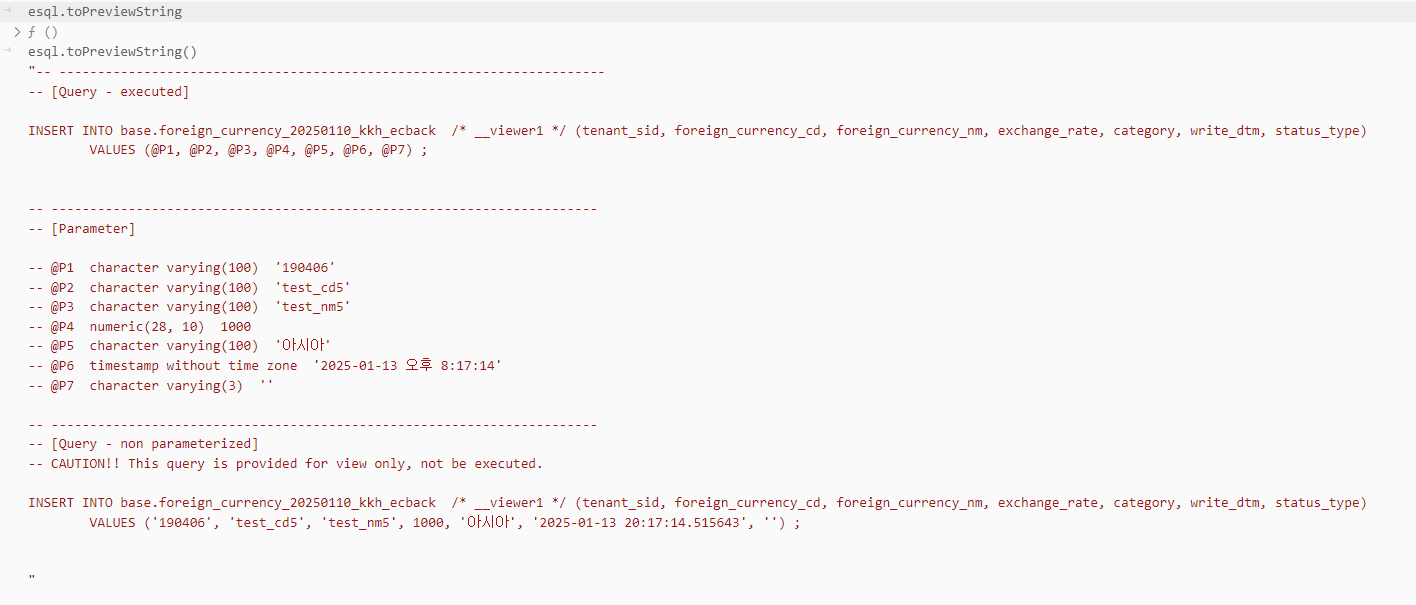 esql.toPreviewString
ƒ ()
esql.toPreviewString()
"-- -----------------------------------------------------------------------
-- [Query - executed]
INSERT INTO base.foreign_currency_20250110_kkh_ecback  /* __viewer1 */ (tenant_sid, foreign_currency_cd, foreign_currency_nm, exchange_rate, category, write_dtm, status_type)
VALUES (@P1, @P2, @P3, @P4, @P5, @P6, @P7) ;
-- -----------------------------------------------------------------------
-- [Parameter]
-- @P1  character varying(100)  '190406'
-- @P2  character varying(100)  'test_cd5'
-- @P3  character varying(100)  'test_nm5'
-- @P4  numeric(28, 10)  1000
-- @P5  character varying(100)  '아시아'
-- @P6  timestamp without time zone  '2025-01-13 오후 8:17:14'
-- @P7  character varying(3)  ''
-- -----------------------------------------------------------------------
-- [Query - non parameterized]
-- CAUTION!! This query is provided for view only, not be executed.
INSERT INTO base.foreign_currency_20250110_kkh_ecback  /* __viewer1 */ (tenant_sid, foreign_currency_cd, foreign_currency_nm, exchange_rate, category, write_dtm, status_type)
VALUES ('190406', 'test_cd5', 'test_nm5', 1000, '아시아', '2025-01-13 20:17:14.515643', '') ;
"